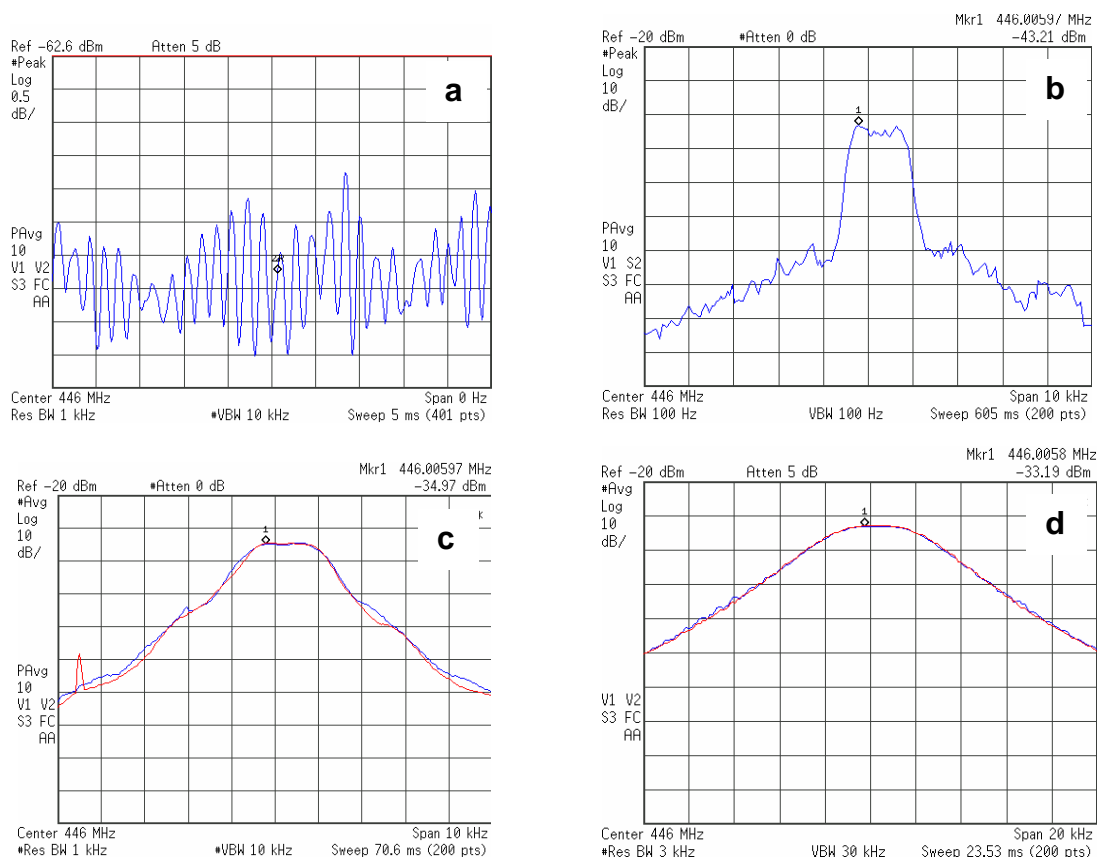 Ref -62.6 dBm Atten 5 dB
#Peak
Log
0.5
dB/
a
PAvg
10
V1 V2
S3 FC
AA
Center 446 MHz Span 0 Hz
Res BW 1 kHz #VBW 10 kHz Sweep 5 ms (401 pts)
Mkr1 446.00597 MHz
Ref -20 dBm #Atten 0 dB -43.21 dBm
#Peak
Log
10
dB/
b
1
PAvg
10
V1 S2
S3 FC
AA
Center 446 MHz Span 10 kHz
Res BW 100 Hz VBW 100 Hz Sweep 605 ms (200 pts)
Mkr1 446.00597 MHz
Ref -20 dBm #Atten 0 dB -34.97 dBm
#Avg
Log
10
dB/
c
1
PAvg
10
V1 V2
S3 FC
AA
Center 446 MHz Span 10 kHz
#Res BW 1 kHz #VBW 10 kHz Sweep 70.6 ms (200 pts)
Mkr1 446.0058 MHz
Ref -20 dBm Atten 5 dB -33.19 dBm
#Avg
Log
10
dB/
d
1
V1 V2
S3 FC
AA
Center 446 MHz Span 20 kHz
#Res BW 3 kHz VBW 30 kHz Sweep 23.53 ms (200 pts)